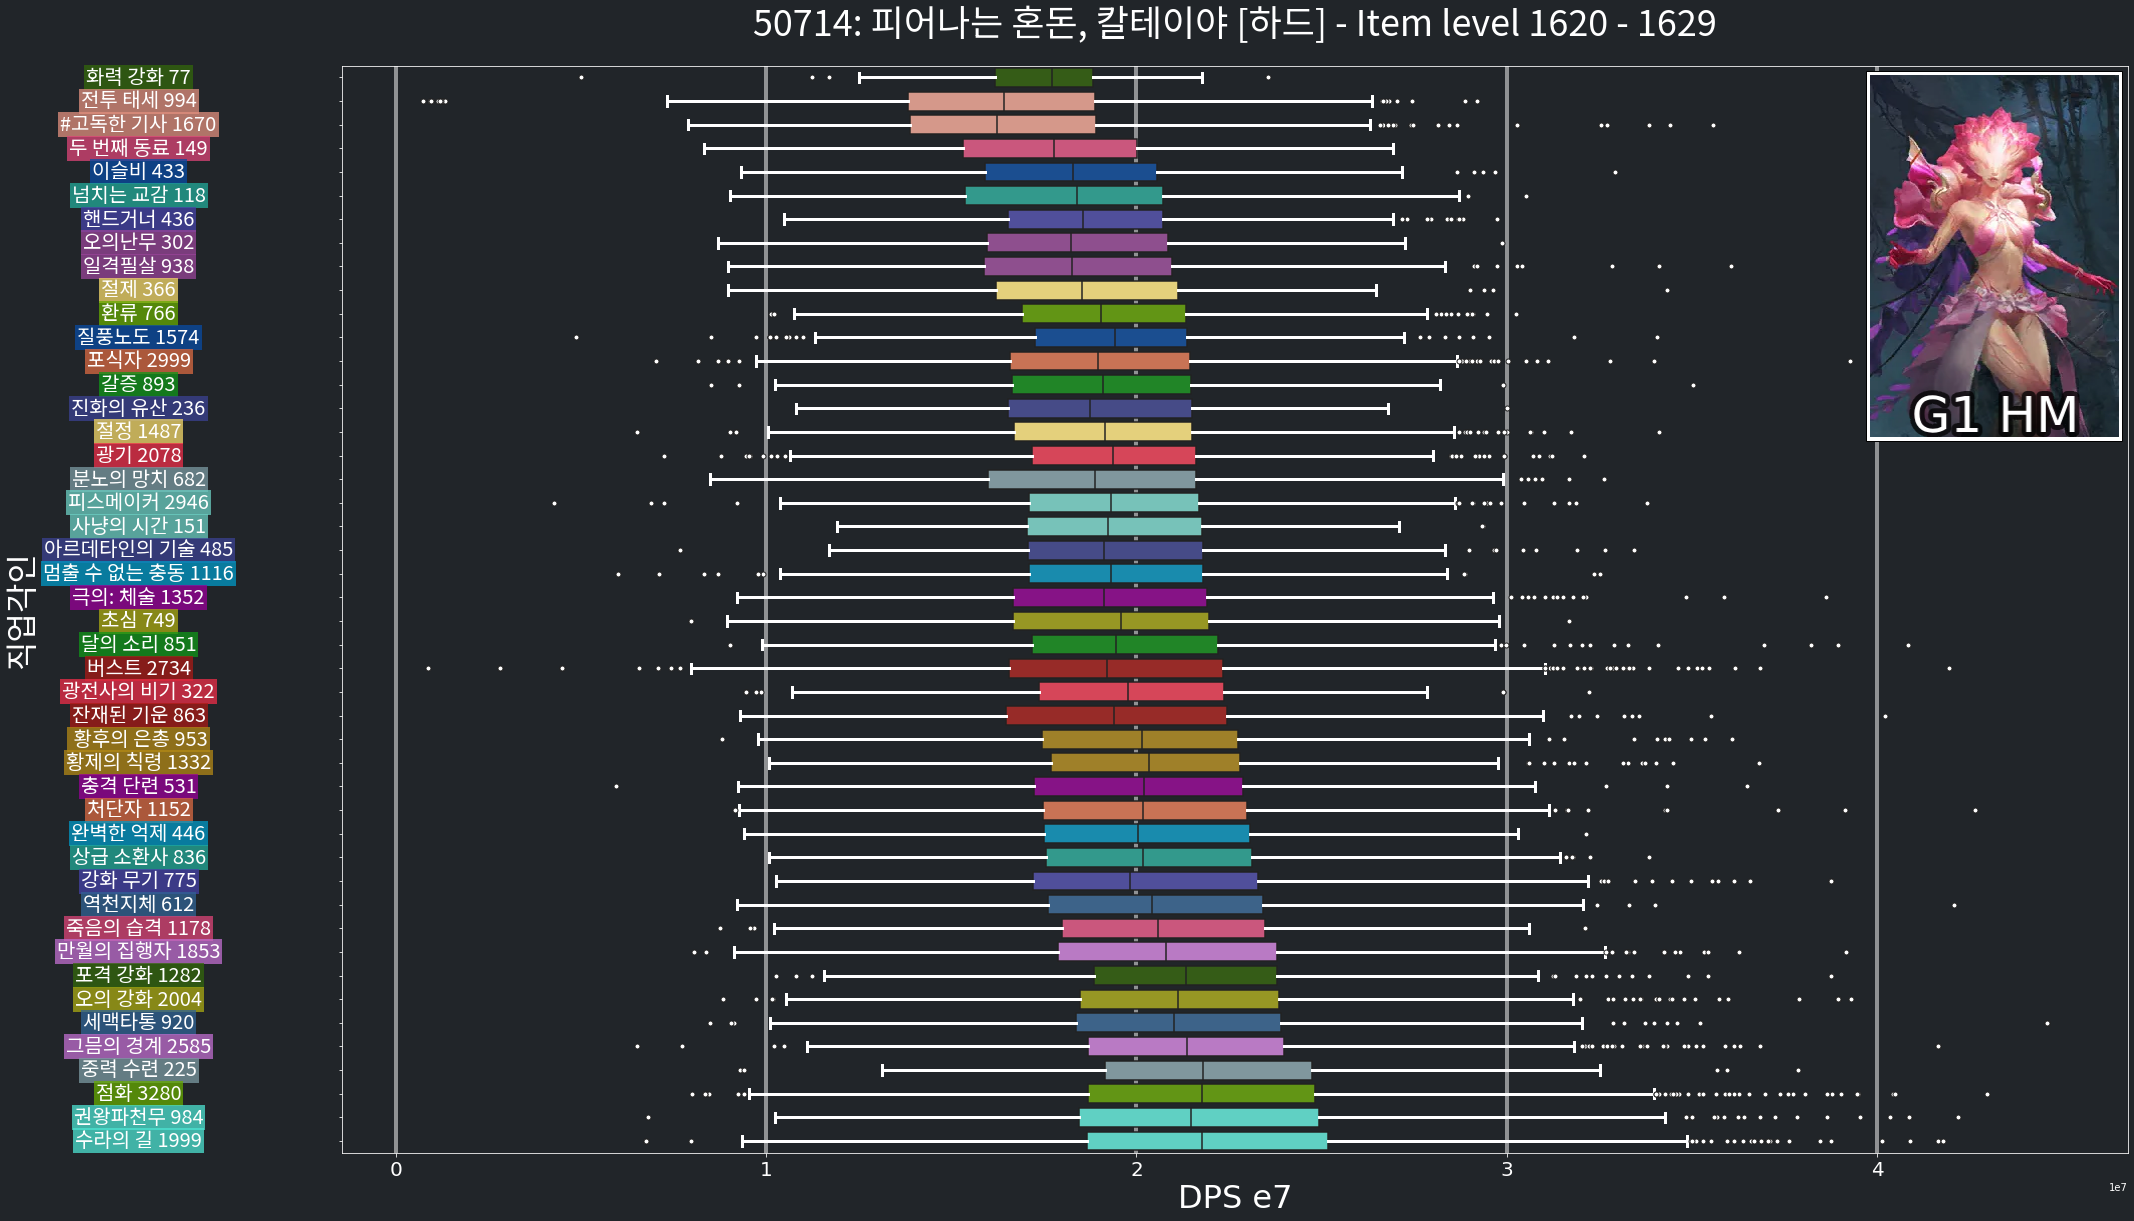 50714: 피어나는 혼돈, 칼테이야 [하드] - Item level 1620 - 1629
화력 강화 77
전투 태세 994
#고독한 기사 1670
두 번째 동료 149
이슬비 433
넘치는 교감 118
핸드거너 436
오의난무 302
일격필살 938
절제 366
환류 766
질풍노도 1574
포식자 2999
갈증 893
진화의 유산 236
절정 1487
광기 2078
분노의 망치 682
피스메이커 2946
사냥의 시간 151
아르데타인의 기술 485
멈출 수 없는 충동 1116
극의: 체술 1352
초심 749
달의 소리 851
버스트 2734
광전사의 비기 322
잔재된 기운 863
황후의 은총 953
황제의 칙령 1332
충격 단련 531
처단자 1152
완벽한 억제 446
상급 소환사 836
강화 무기 775
역천지체 612
죽음의 습격 1178
만월의 집행자 1853
포격 강화 1282
오의 강화 2004
세맥타통 920
그믐의 경계 2585
중력 수련 225
점화 3280
권왕파천무 984
수라의 길 1999
직업각인
G1 HM
0 1 2 3 4
DPS e7
1e7